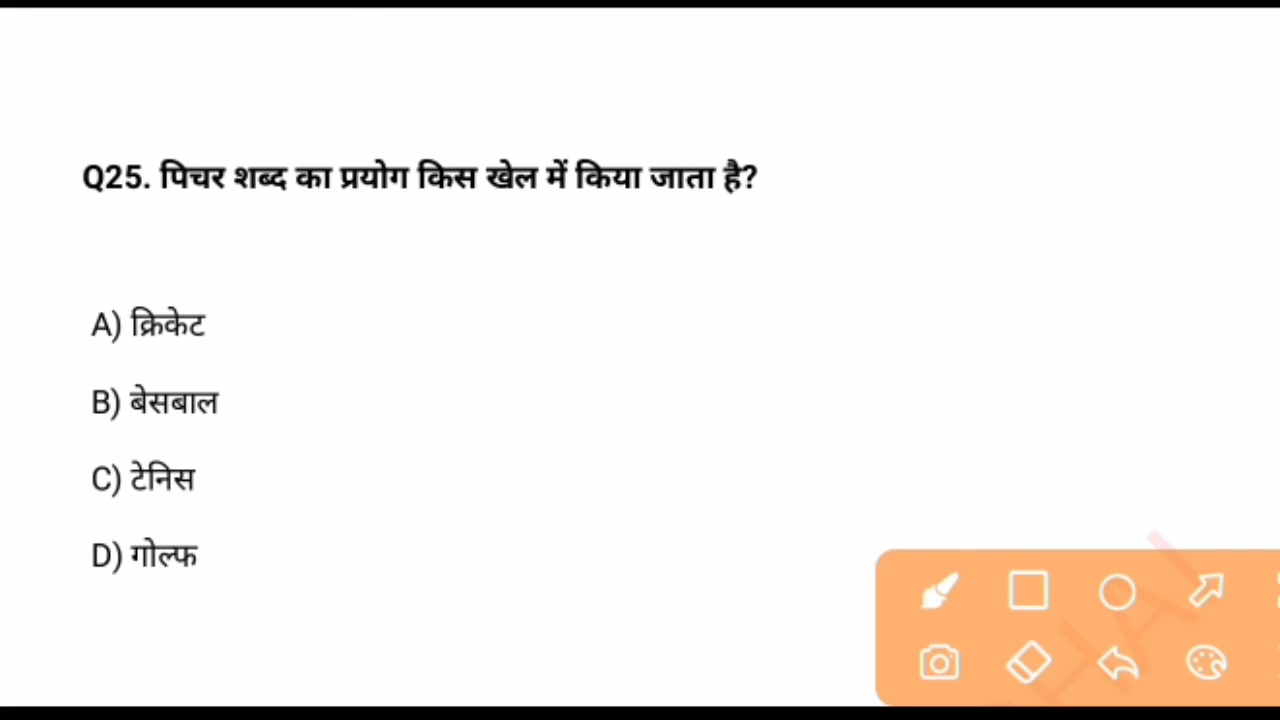 Q25. पिचर शब्द का प्रयोग किस खेल में किया जाता है?
A) क्रिकेट
B) बेसबाल
C) टेनिस
D) गोल्फ